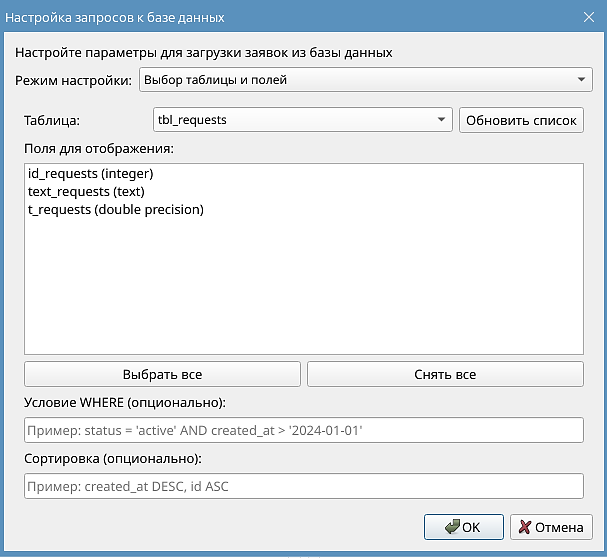 Настройка запросов к базе данных
Настройте параметры для загрузки заявок из базы данных
Режим настройки: Выбор таблицы и полей
Таблица: tbl_requests Обновить список
Поля для отображения:
id_requests (integer)
text_requests (text)
t_requests (double precision)
Выбрать все Снять все
Условие WHERE (опционально):
Пример: status = 'active' AND created_at > '2024-01-01'
Сортировка (опционально):
Пример: created_at DESC, id ASC
OK Отмена